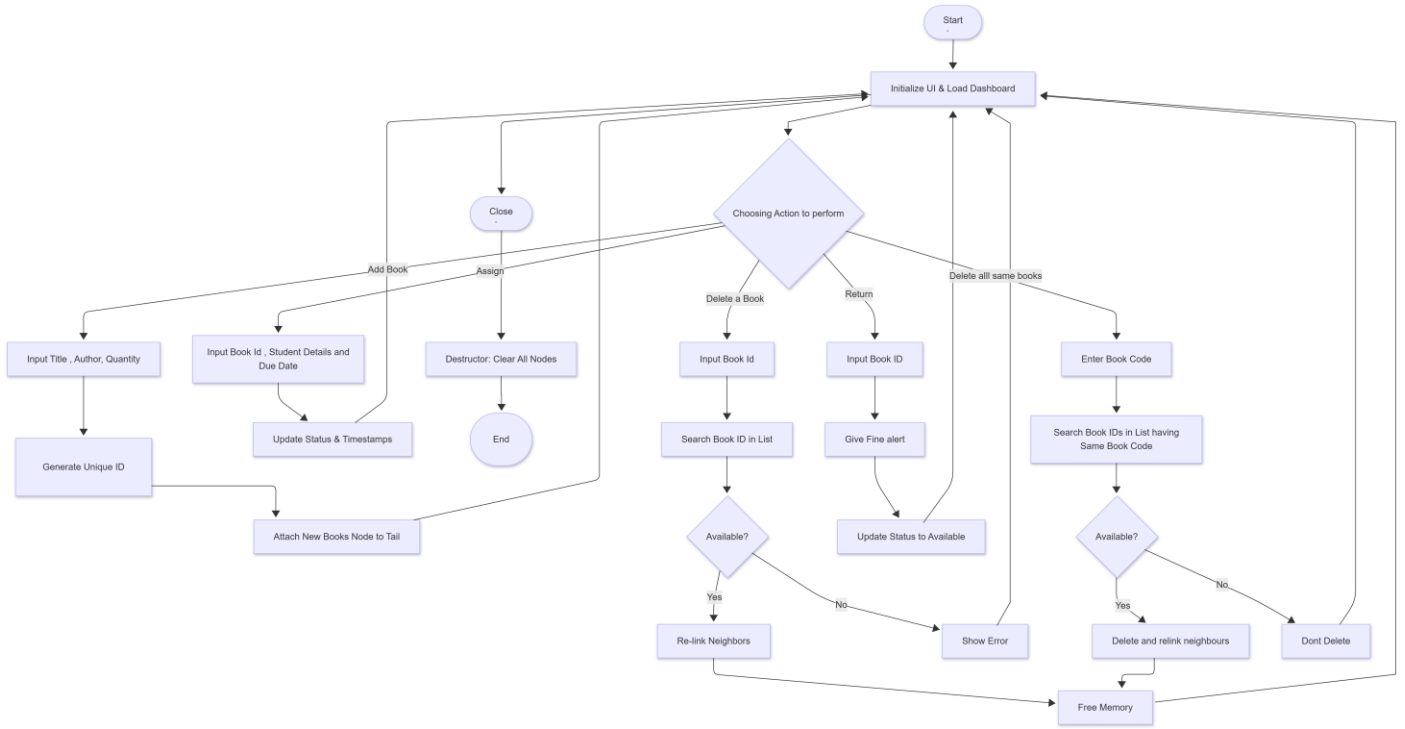 Start
Initialize UI & Load Dashboard
Close
Choosing Action to perform
Add Book
Assign
Delete a Book
Return
Delete alll same books
Input Title , Author, Quantity
Input Book Id , Student Details and
Due Date
Destructor: Clear All Nodes
Input Book Id
Input Book ID
Enter Book Code
Update Status & Timestamps
End
Search Book ID in List
Give Fine alert
Search Book IDs in List having
Same Book Code
Generate Unique ID
Attach New Books Node to Tail
Available?
Update Status to Available
Available?
Yes
No
Yes
No
Re-link Neighbors
Show Error
Delete and relink neighbours
Dont Delete
Free Memory